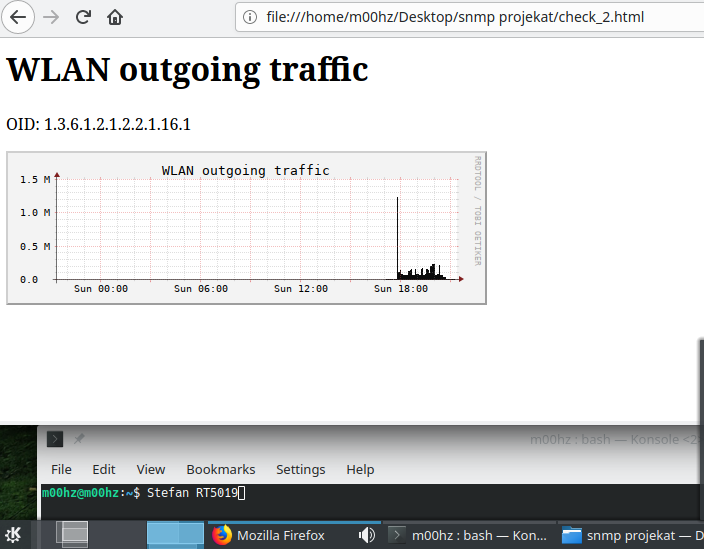 file:///home/m00hz/Desktop/snmp projekat/check_2.html
WLAN outgoing traffic
OID: 1.3.6.1.2.1.2.2.1.16.1
WLAN outgoing traffic
RRDTOOL / TOBI OETIKER
1.5 M
1.0 M
0.5 M
0.0
Sun 00:00 Sun 06:00 Sun 12:00 Sun 18:00
m00hz : bash — Konsole <2
File Edit View Bookmarks Settings Help
m00hz@m00hz:~$ Stefan RT5019
Mozilla Firefox m00hz : bash — Kon... snmp projekat — D